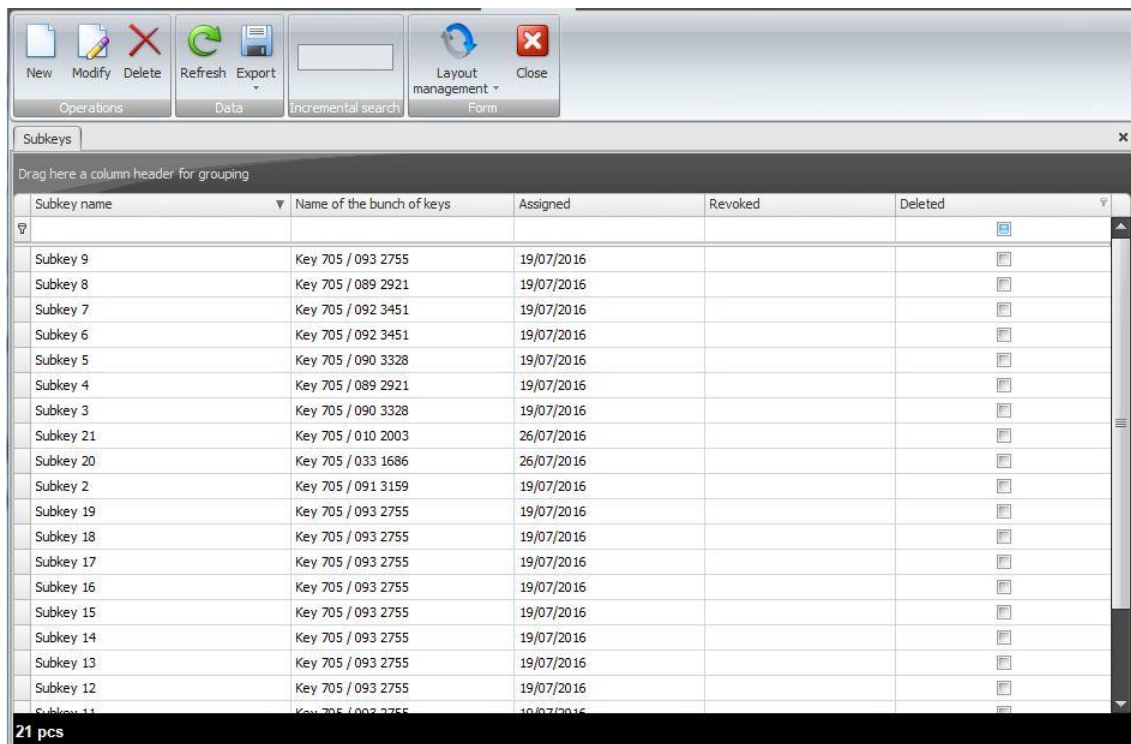 New Modify Delete Refresh Export Layout management Close
Operations Data Incremental search Form
Subkeys
Drag here a column header for grouping
Subkey name Name of the bunch of keys Assigned Revoked Deleted
Subkey 9 Key 705 / 093 2755 19/07/2016
Subkey 8 Key 705 / 089 2921 19/07/2016
Subkey 7 Key 705 / 092 3451 19/07/2016
Subkey 6 Key 705 / 092 3451 19/07/2016
Subkey 5 Key 705 / 090 3328 19/07/2016
Subkey 4 Key 705 / 089 2921 19/07/2016
Subkey 3 Key 705 / 090 3328 19/07/2016
Subkey 21 Key 705 / 010 2003 26/07/2016
Subkey 20 Key 705 / 033 1686 26/07/2016
Subkey 2 Key 705 / 091 3159 19/07/2016
Subkey 19 Key 705 / 093 2755 19/07/2016
Subkey 18 Key 705 / 093 2755 19/07/2016
Subkey 17 Key 705 / 093 2755 19/07/2016
Subkey 16 Key 705 / 093 2755 19/07/2016
Subkey 15 Key 705 / 093 2755 19/07/2016
Subkey 14 Key 705 / 093 2755 19/07/2016
Subkey 13 Key 705 / 093 2755 19/07/2016
Subkey 12 Key 705 / 093 2755 19/07/2016
Subkey 11 Key 705 / 093 2755 19/07/2016
21 pcs